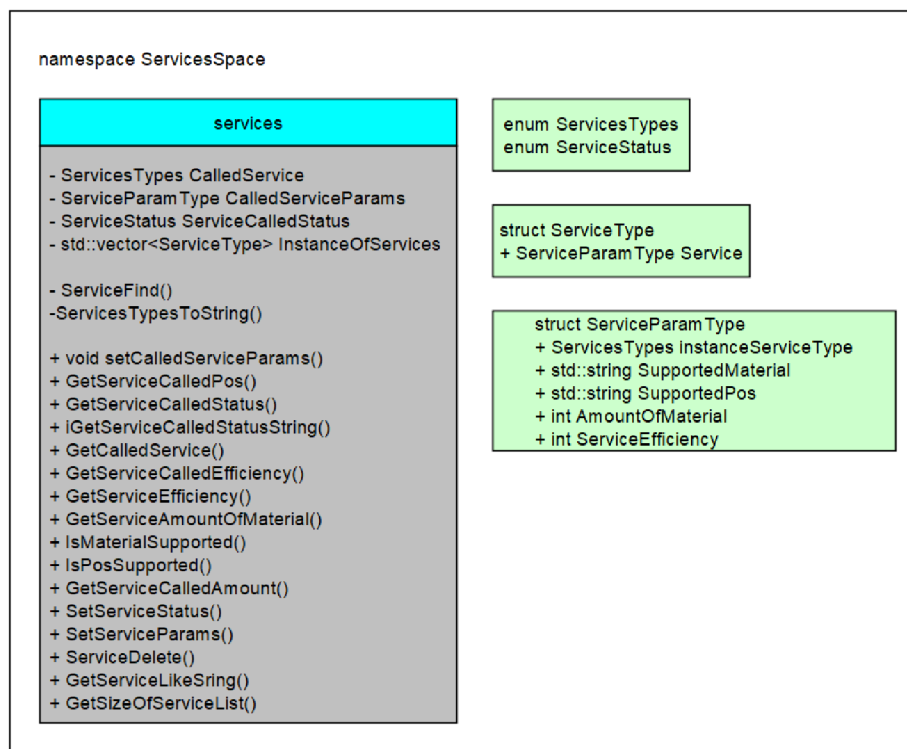 namespace ServicesSpace
services
- ServicesTypes CalledService
- ServiceParamType CalledServiceParams
- ServiceStatus ServiceCalledStatus
- std::vector<ServiceType> InstanceOfServices
- ServiceFind()
-ServicesTypesToString()
+ void setCalledServiceParams()
+ GetServiceCalledPos()
+ GetServiceCalledStatus()
+ iGetServiceCalledStatusString()
+ GetCalledService()
+ GetServiceCalledEfficiency()
+ GetServiceEfficiency()
+ GetServiceAmountOfMaterial()
+ IsMaterialSupported()
+ IsPosSupported()
+ GetServiceCalledAmount()
+ SetServiceStatus()
+ SetServiceParams()
+ ServiceDelete()
+ GetServiceLikeSring()
+ GetSizeOfServiceList()
enum ServicesTypes
enum ServiceStatus
struct ServiceType
+ ServiceParamType Service
struct ServiceParamType
+ ServicesTypes instanceServiceType
+ std::string SupportedMaterial
+ std::string SupportedPos
+ int AmountOfMaterial
+ int ServiceEfficiency